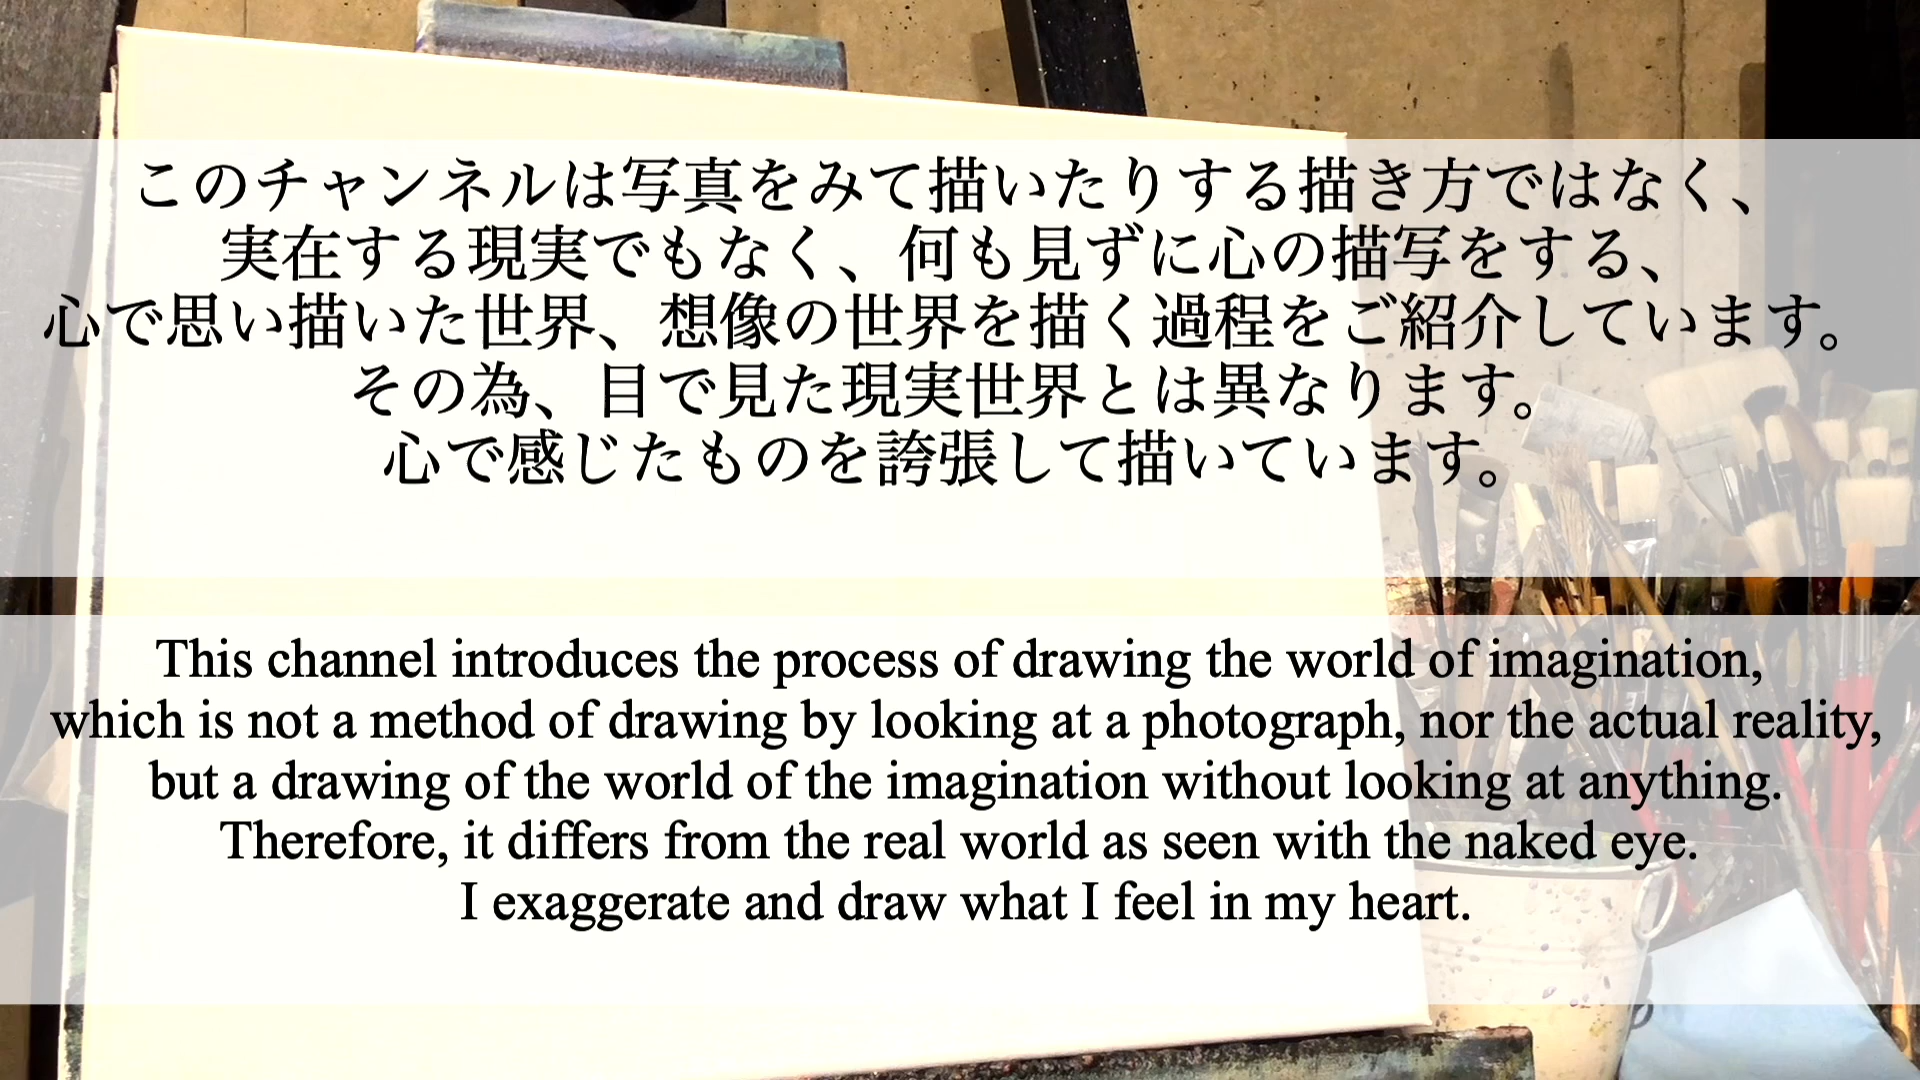 このチャンネルは写真をみて描いたりする描き方ではなく、
実在する現実でもなく、何も見ずに心の描写をする、
心で思い描いた世界、想像の世界を描く過程をご紹介しています。
その為、目で見た現実世界とは異なります。
心で感じたものを誇張して描いています。
This channel introduces the process of drawing the world of imagination,
which is not a method of drawing by looking at a photograph, nor the actual reality,
but a drawing of the world of the imagination without looking at anything.
Therefore, it differs from the real world as seen with the naked eye.
I exaggerate and draw what I feel in my heart.